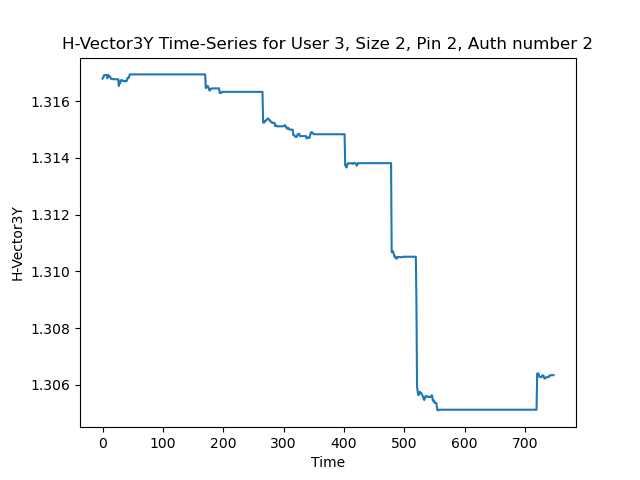 H-Vector3Y Time-Series for User 3, Size 2, Pin 2, Auth number 2
1.316
1.314
1.312
1.310
1.308
1.306
H-Vector3Y
0 100 200 300 400 500 600 700
Time